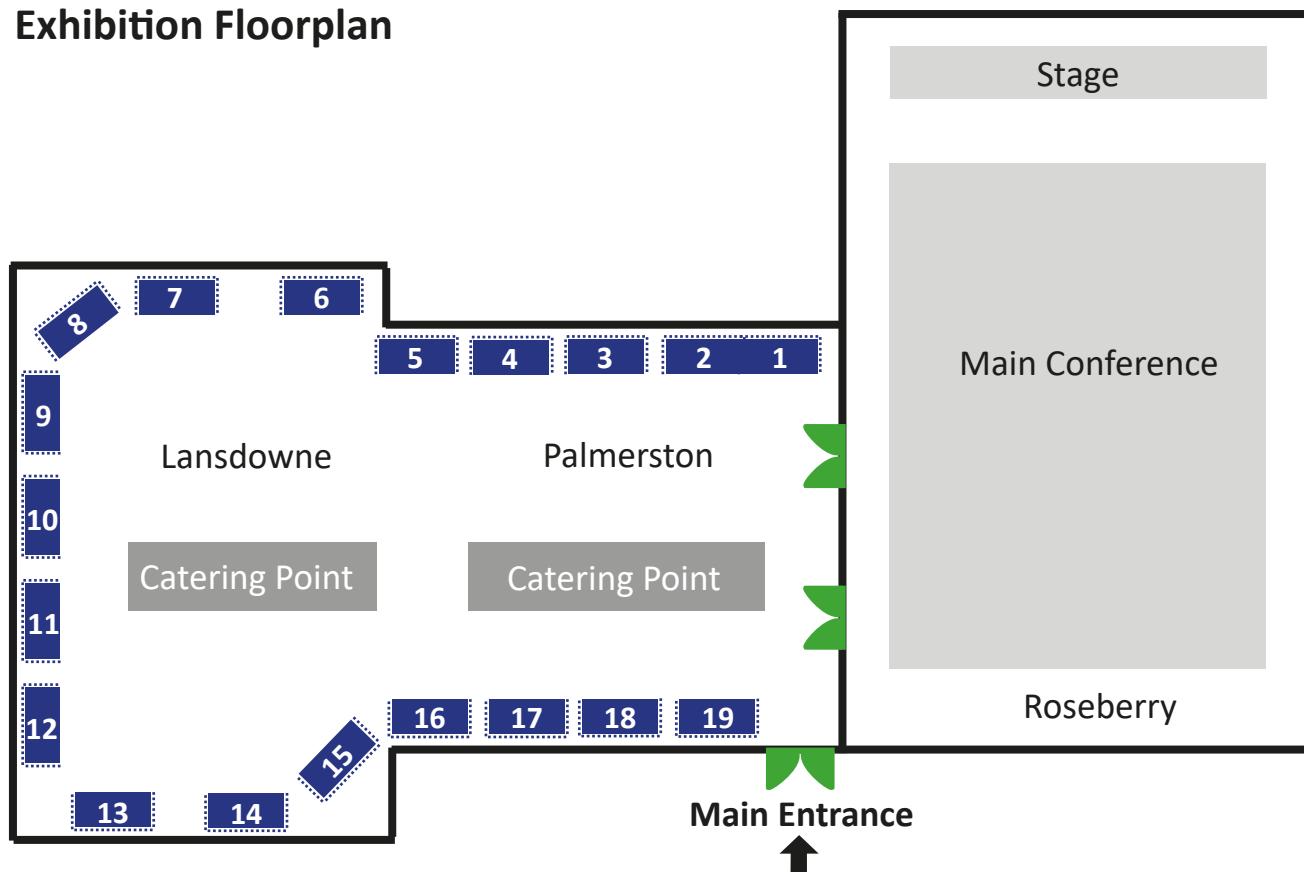 Exhibition Floorplan
Stage
7
6
8
5
4
3
2
1
Main Conference
9
Lansdowne
Palmerston
10
Catering Point
Catering Point
11
12
16
17
18
19
Roseberry
15
13
14
Main Entrance